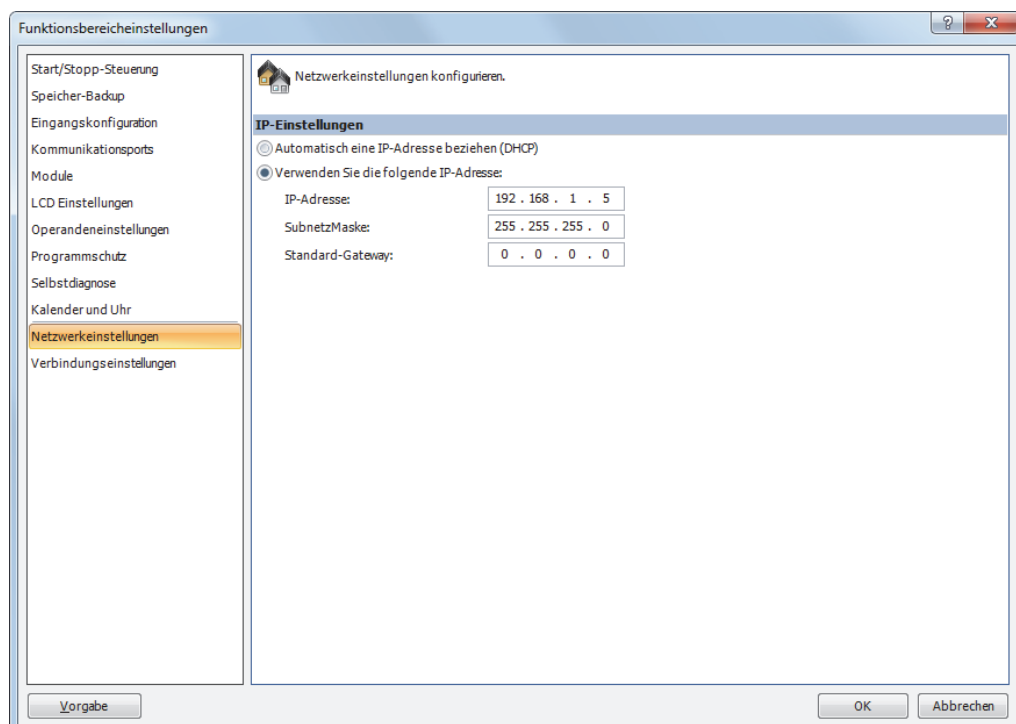 Funktionsbereicheinstellungen
?
Start/Stopp-Steuerung
Speicher-Backup
Eingangskonfiguration
Kommunikationsports
Module
LCD Einstellungen
Operandeneinstellungen
Programmschutz
Selbstdiagnose
Kalender und Uhr
Netzwerkeinstellungen
Verbindungseinstellungen
Netzwerkeinstellungen konfigurieren.
IP-Einstellungen
Automatisch eine IP-Adresse beziehen (DHCP)
Verwenden Sie die folgende IP-Adresse:
IP-Adresse: 192 . 168 . 1 . 5
SubnetzMaske: 255 . 255 . 255 . 0
Standard-Gateway: 0 . 0 . 0 . 0
Vorgabe OK Abbrechen